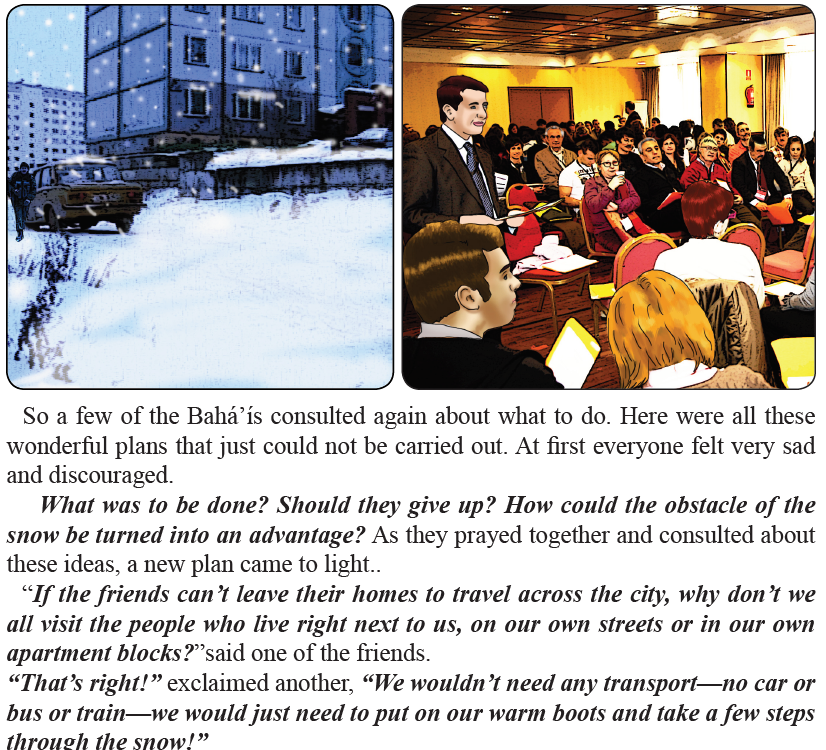 So a few of the Bahá’ís consulted again about what to do. Here were all these
wonderful plans that just could not be carried out. At first everyone felt very sad
and discouraged.
What was to be done? Should they give up? How could the obstacle of the
snow be turned into an advantage? As they prayed together and consulted about
these ideas, a new plan came to light..
“If the friends can’t leave their homes to travel across the city, why don’t we
all visit the people who live right next to us, on our own streets or in our own
apartment blocks?”said one of the friends.
“That’s right!” exclaimed another, “We wouldn’t need any transport—no car or
bus or train—we would just need to put on our warm boots and take a few steps
through the snow!”